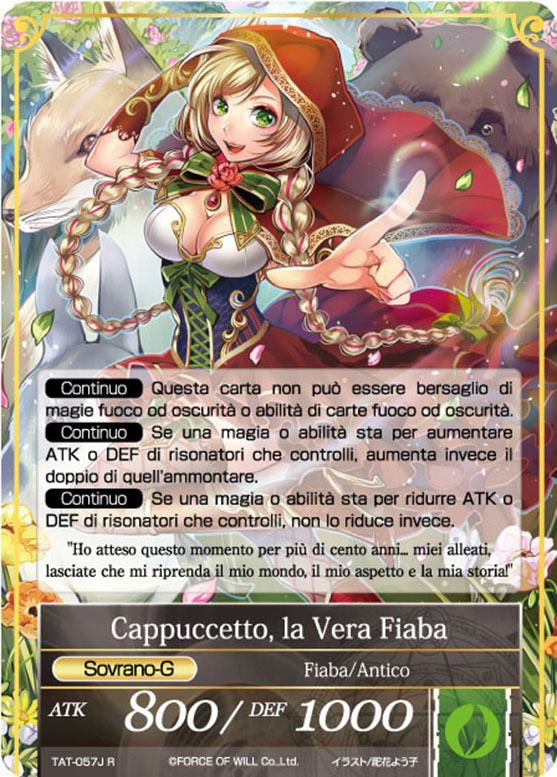 Continuo Questa carta non può essere bersaglio di
magie fuoco od oscurità o abilità di carte fuoco od oscurità.
Continuo Se una magia o abilità sta per aumentare
ATK o DEF di risonatori che controlli, aumenta invece il
doppio di quell'ammontare.
Continuo Se una magia o abilità sta per ridurre ATK o
DEF di risonatori che controlli, non lo riduce invece.
"Ho atteso questo momento per più di cento anni... miei alleati,
lasciate che mi riprenda il mio mondo, il mio aspetto e la mia storia!"
Cappuccetto, la Vera Fiaba
Sovrano-G Fiaba/Antico
ATK 800/ DEF 1000
TAT-057J R ©FORCE OF WILL Co.,Ltd. イラスト/匈花よう子